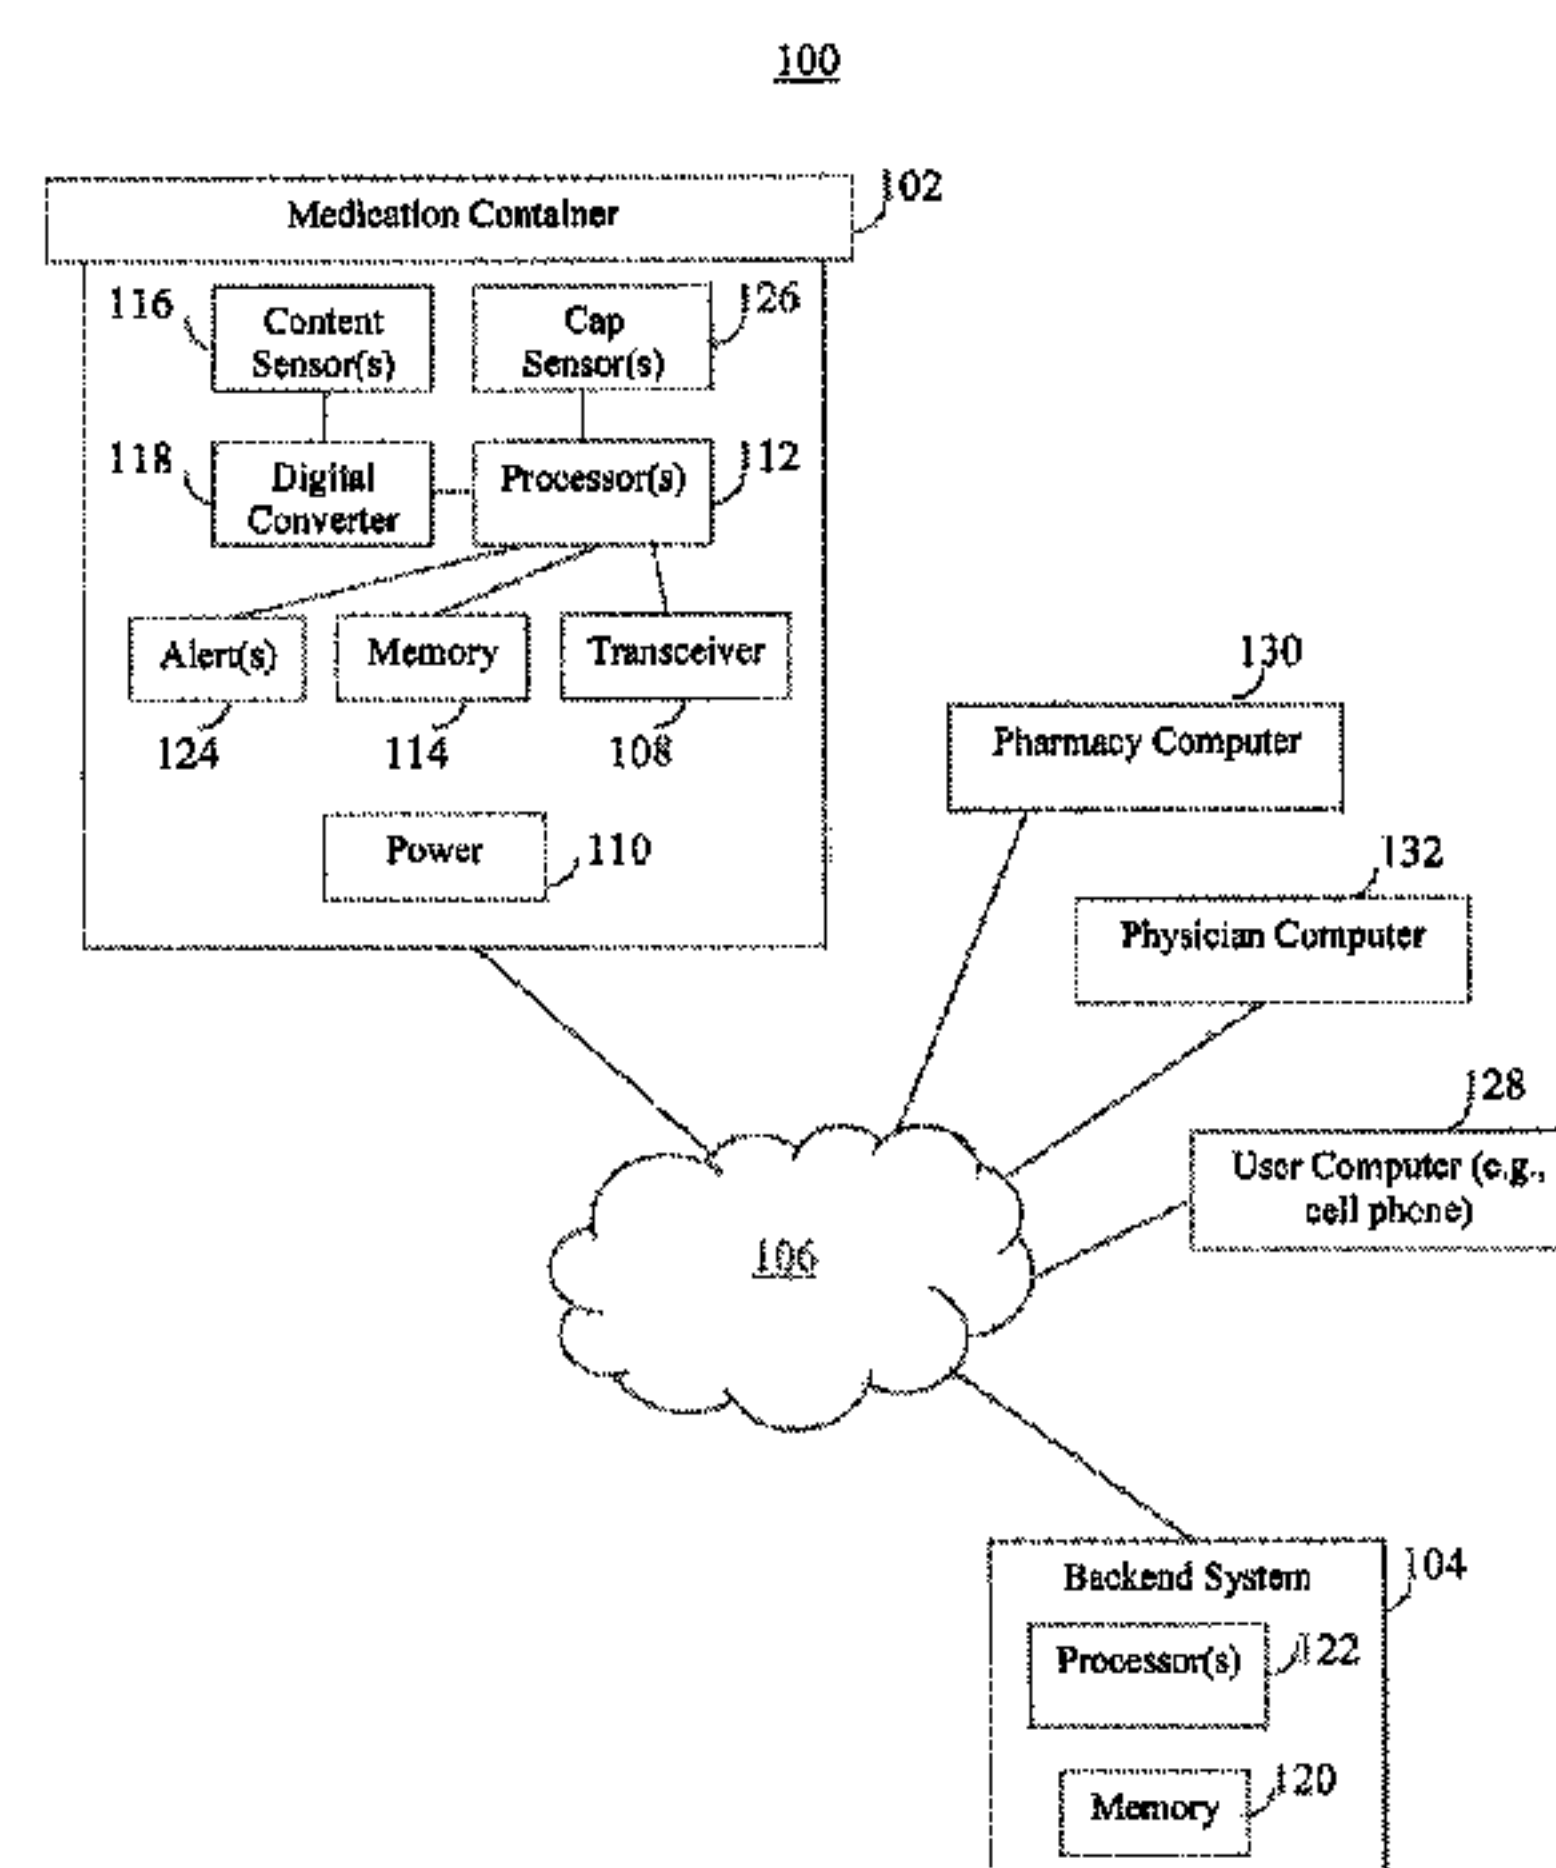 100
102
Medication Container
116
Content
Sensor(s)
Cap
Sensor(s)
126
118
Digital
Converter
Processor(s)
112
Alert(s)
Memory
Transceiver
124
114
108
Power
110
130
Pharmacy Computer
132
Physician Computer
128
User Computer (e.g.,
cell phone)
106
Backend System
104
Processor(s)
122
Memory
120